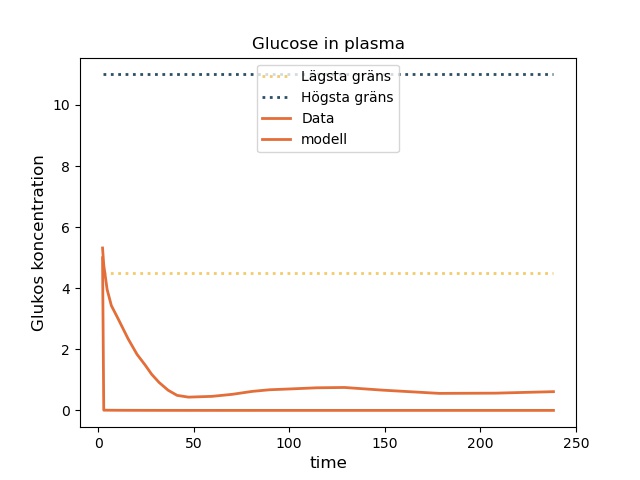 Glucose in plasma
Lägsta gräns
Högsta gräns
Data
modell
Glukos koncentration
10
8
6
4
2
0
0 50 100 150 200 250
time